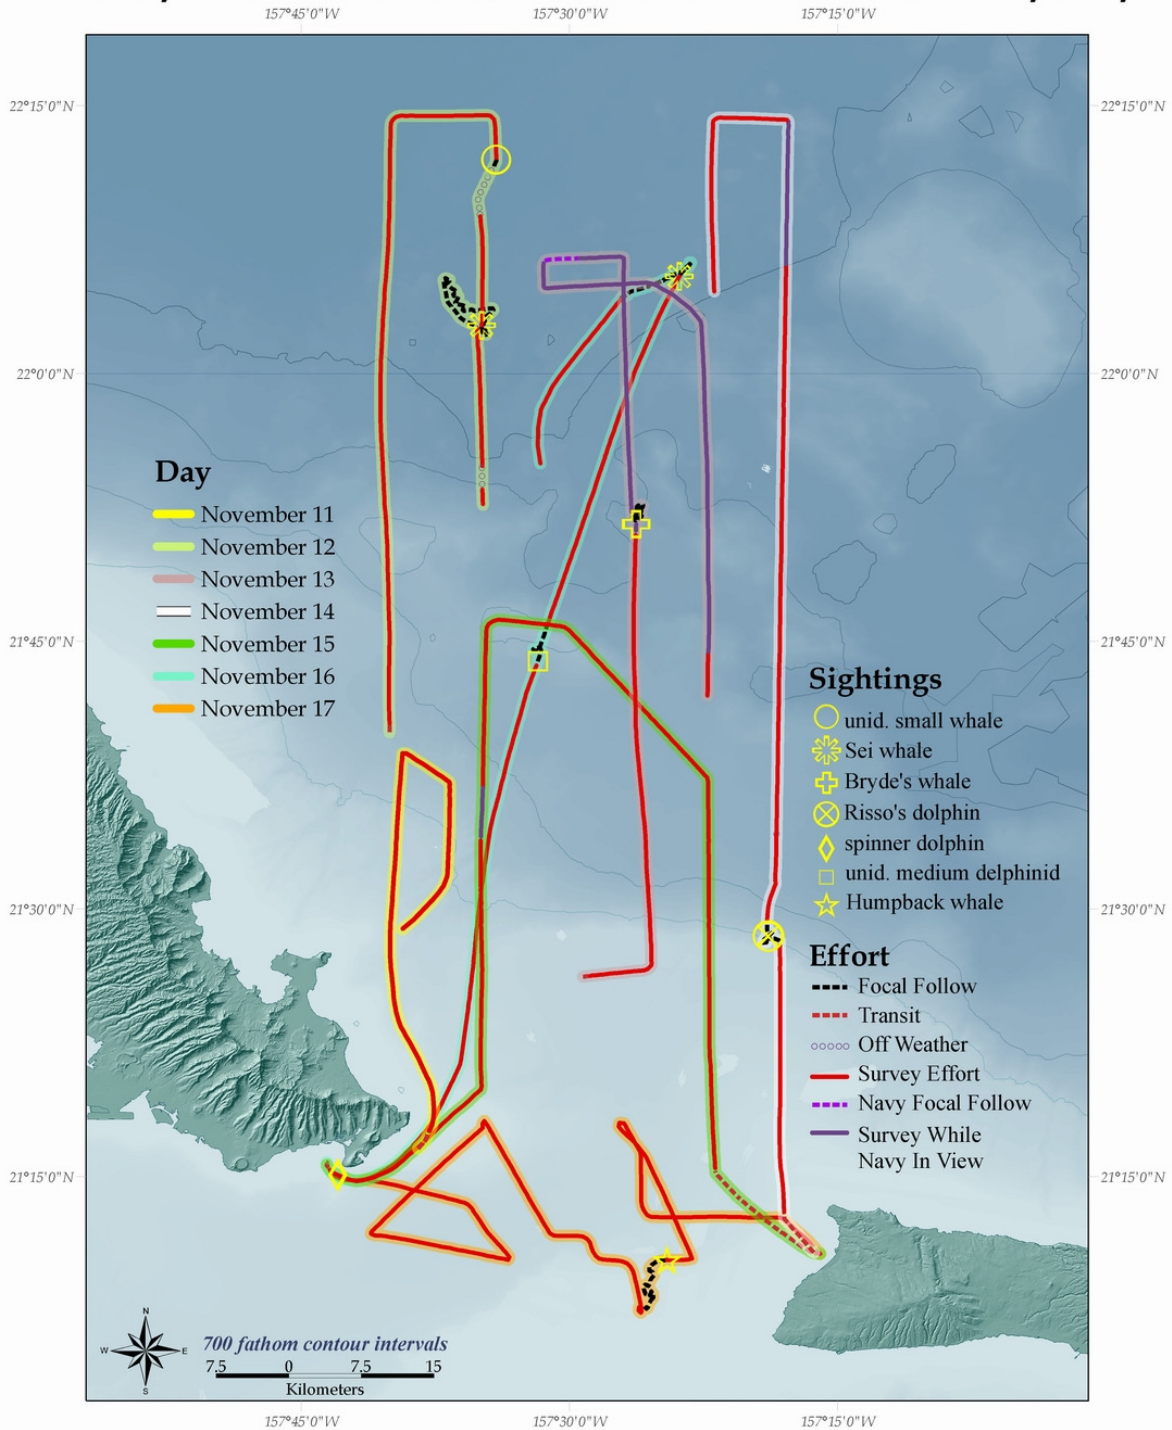 157°45'0"W 157°30'0"W 157°15'0"W
22°15'0"N 22°15'0"N
22°0'0"N 22°0'0"N
Day
November 11
November 12
November 13
November 14
November 15
November 16
November 17
21°45'0"N 21°45'0"N
Sightings
unid. small whale
Sei whale
Bryde's whale
Risso's dolphin
spinner dolphin
unid. medium delphinid
Humpback whale
21°30'0"N 21°30'0"N
Effort
Focal Follow
Transit
Off Weather
Survey Effort
Navy Focal Follow
Survey While
Navy In View
21°15'0"N 21°15'0"N
N
W E
S
700 fathom contour intervals
7.5 0 7.5 15
Kilometers
157°45'0"W 157°30'0"W 157°15'0"W